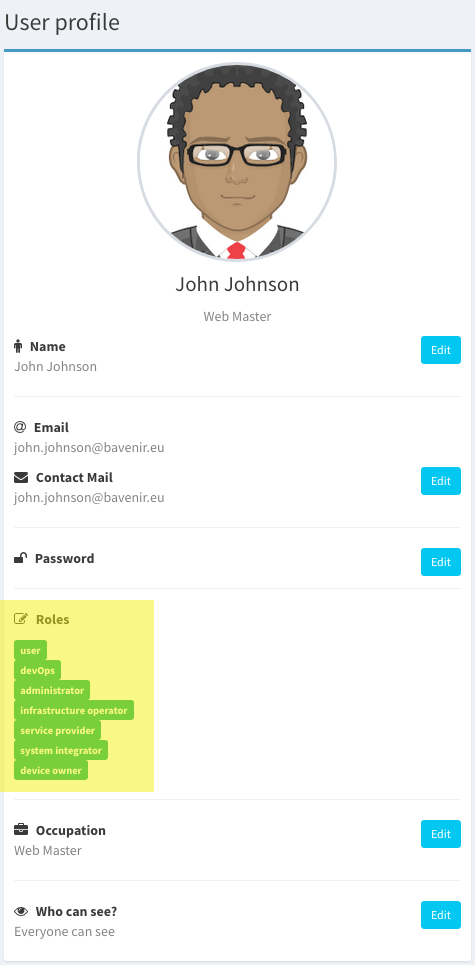 User profile
John Johnson
Web Master
Name
Edit
John Johnson
Email
john.johnson@bavenir.eu
Contact Mail
Edit
john.johnson@bavenir.eu
Password
Edit
Roles
user
devOps
administrator
infrastructure operator
service provider
system integrator
device owner
Occupation
Edit
Web Master
Who can see?
Edit
Everyone can see